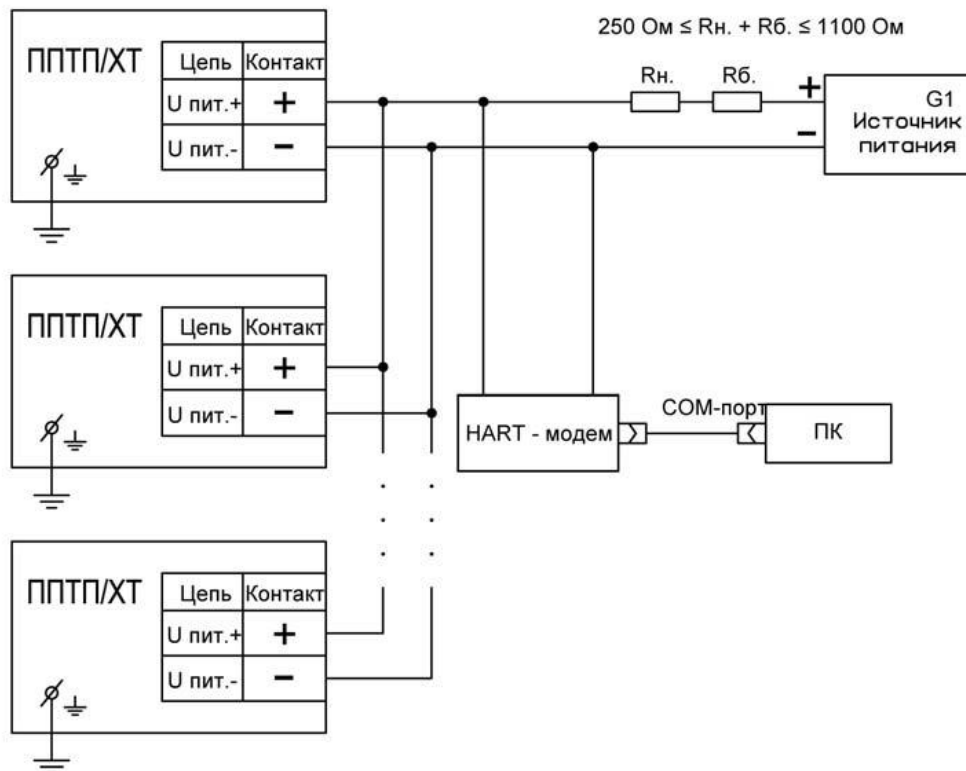 250 Ом ≤ Rн. + Rб. ≤ 1100 Ом
ППТП/ХТ
Цепь Контакт
U пит.+ +
U пит.- −
Rн. Rб.
+
−
G1
Источник
питания
ППТП/ХТ
Цепь Контакт
U пит.+ +
U пит.- −
HART - модем
COM-порт
ПК
ППТП/ХТ
Цепь Контакт
U пит.+ +
U пит.- −